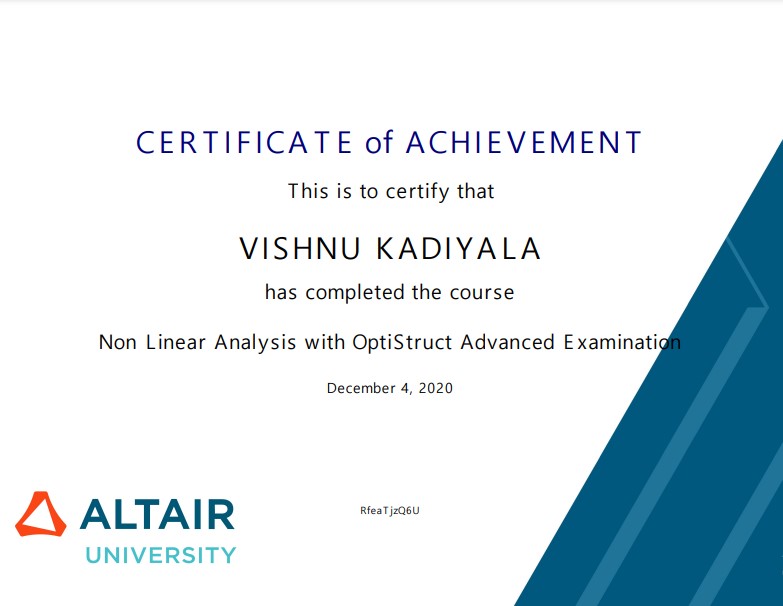 CERTIFICATE of ACHIEVEMENT
This is to certify that
VISHNU KADIYALA
has completed the course
Non Linear Analysis with OptiStruct Advanced Examination
December 4, 2020
RfeaTjzQ6U
ALTAIR
UNIVERSITY